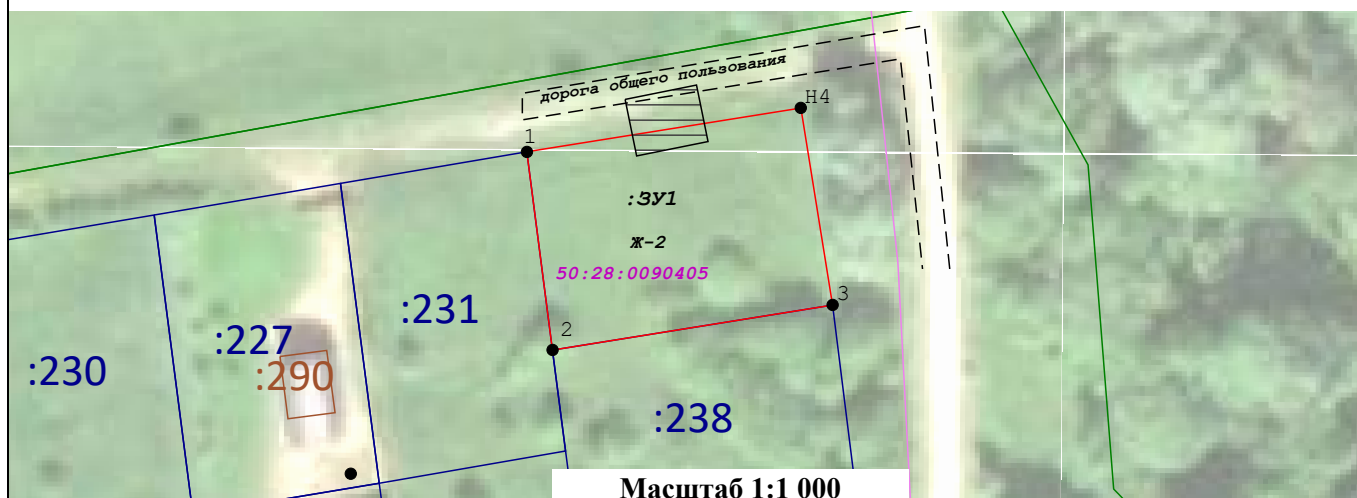 дорога общего пользования
Н4
1
:ЗУ1
Ж-2
50:28:0090405
:231
3
:227
2
:230
:290
:238
Масштаб 1:1 000